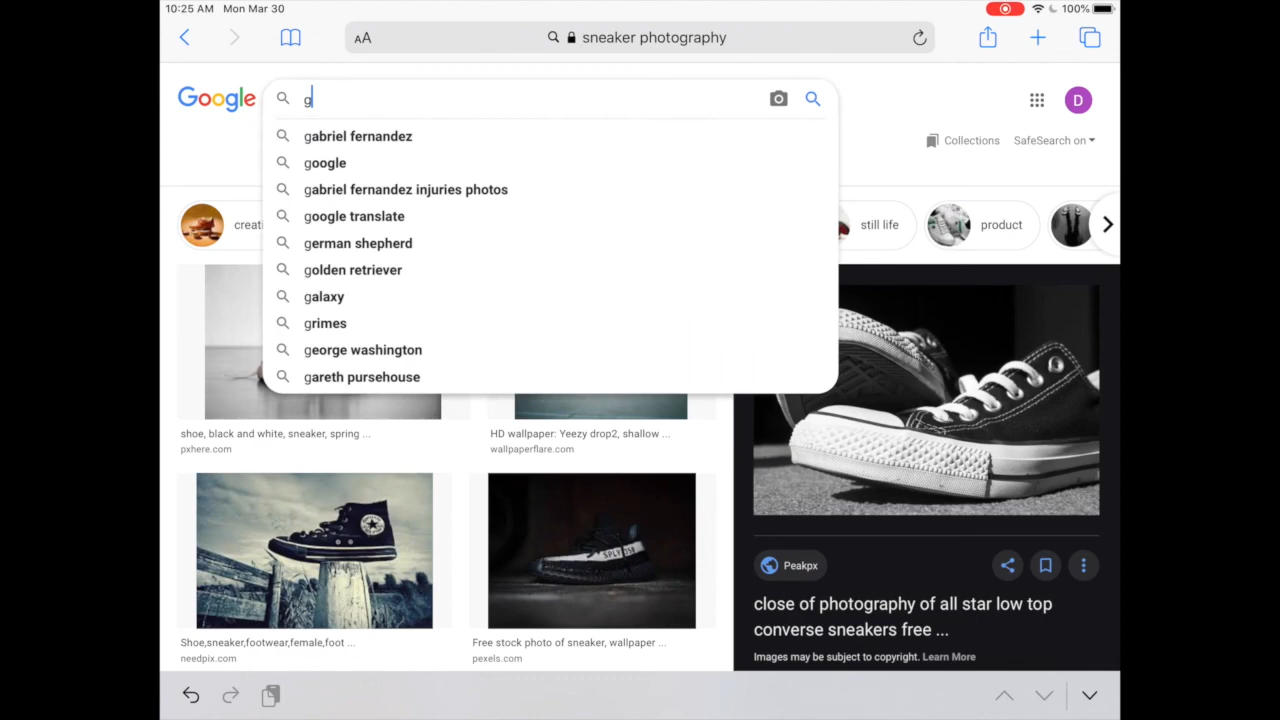 10:25 AM Mon Mar 30
100%
AA
sneaker photography
Google
g
D
Collections
SafeSearch on
gabriel fernandez
google
gabriel fernandez injuries photos
google translate
german shepherd
golden retriever
galaxy
grimes
george washington
gareth pursehouse
creati
still life
product
shoe, black and white, sneaker, spring ...
pxhere.com
HD wallpaper: Yeezy drop2, shallow ...
wallpaperflare.com
SPLY
Shoe,sneaker,footwear,female,foot ...
needpix.com
Free stock photo of sneaker, wallpaper ...
pexels.com
Peakpx
close of photography of all star low top
converse sneakers free ...
Images may be subject to copyright. Learn More